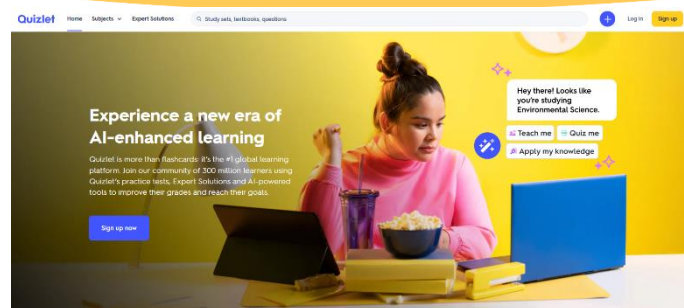 Quizlet
Home
Subjects
Expert Solutions
Study sets, textbooks, questions
Log in
Sign up
Experience a new era of
AI-enhanced learning
Quizlet is more than flashcards: it's the #1 global learning
platform. Join our community of 300 million learners using
Quizlet's practice tests, Expert Solutions and AI-powered
tools to improve their grades and reach their goals.
Sign up now
Hey there! Looks like
you're studying
Environmental Science.
Teach me
Quiz me
Apply my knowledge